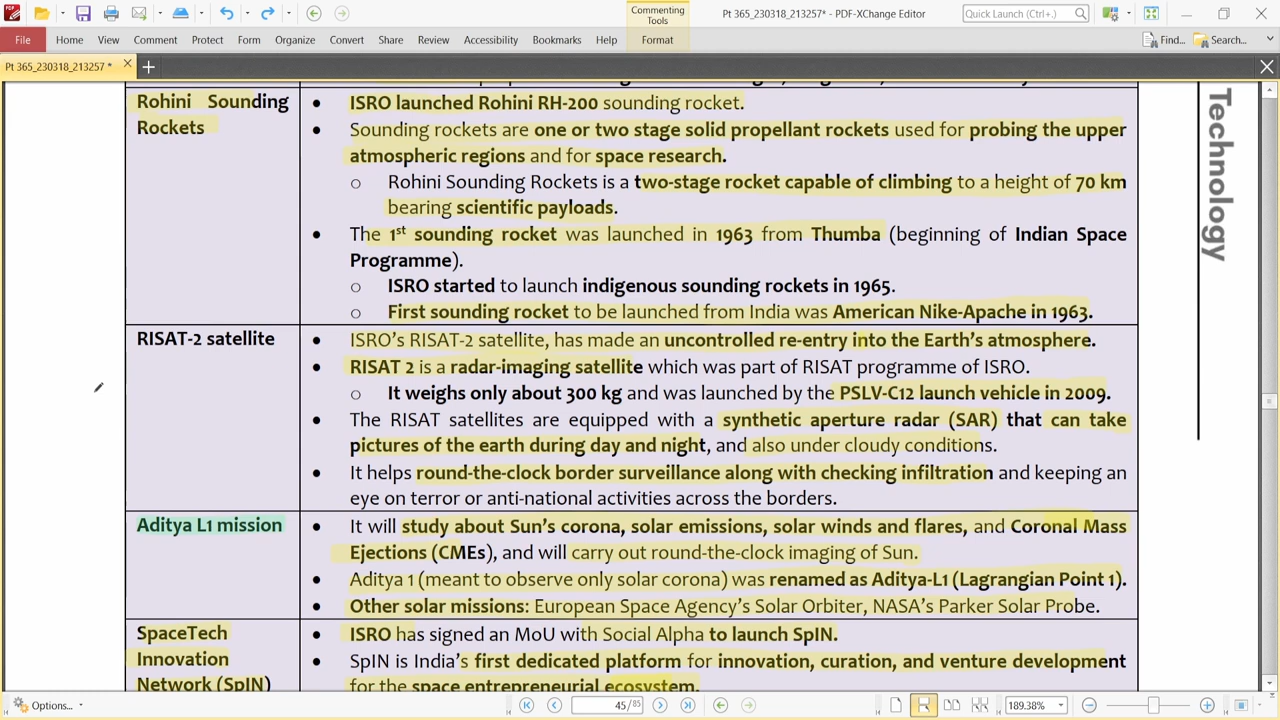 Commenting Tools
Pt 365_230318_213257* - PDF-XChange Editor
Quick Launch (Ctrl+.)
File Home View Comment Protect Form Organize Convert Share Review Accessibility Bookmarks Help Format
Find... Search...
Pt 365_230318_213257 *
Rohini Sounding
Rockets
• ISRO launched Rohini RH-200 sounding rocket.
• Sounding rockets are one or two stage solid propellant rockets used for probing the upper
atmospheric regions and for space research.
o Rohini Sounding Rockets is a two-stage rocket capable of climbing to a height of 70 km
bearing scientific payloads.
• The 1st sounding rocket was launched in 1963 from Thumba (beginning of Indian Space
Programme).
o ISRO started to launch indigenous sounding rockets in 1965.
o First sounding rocket to be launched from India was American Nike-Apache in 1963.
RISAT-2 satellite
• ISRO's RISAT-2 satellite, has made an uncontrolled re-entry into the Earth's atmosphere.
• RISAT 2 is a radar-imaging satellite which was part of RISAT programme of ISRO.
o It weighs only about 300 kg and was launched by the PSLV-C12 launch vehicle in 2009.
• The RISAT satellites are equipped with a synthetic aperture radar (SAR) that can take
pictures of the earth during day and night, and also under cloudy conditions.
• It helps round-the-clock border surveillance along with checking infiltration and keeping an
eye on terror or anti-national activities across the borders.
Aditya L1 mission
• It will study about Sun's corona, solar emissions, solar winds and flares, and Coronal Mass
Ejections (CMEs), and will carry out round-the-clock imaging of Sun.
• Aditya 1 (meant to observe only solar corona) was renamed as Aditya-L1 (Lagrangian Point 1).
• Other solar missions: European Space Agency's Solar Orbiter, NASA's Parker Solar Probe.
SpaceTech
Innovation
Network (SpIN)
• ISRO has signed an MoU with Social Alpha to launch SpIN.
• SpIN is India's first dedicated platform for innovation, curation, and venture development
for the space entrepreneurial ecosystem.
Technology
Options...
45 / 85
189.38%